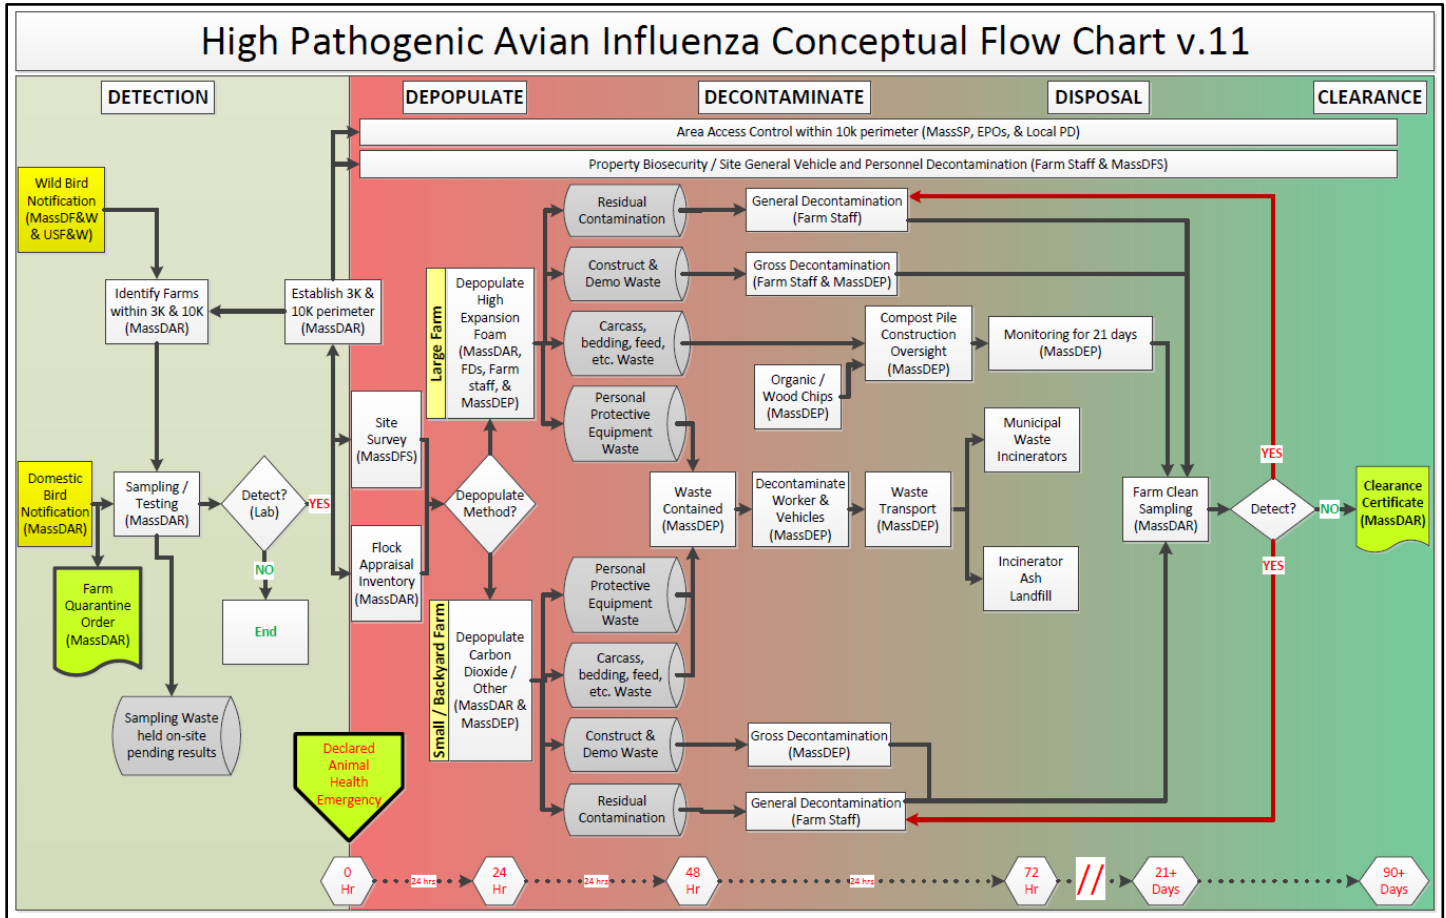 High Pathogenic Avian Influenza Conceptual Flow Chart v.11
DETECTION
DEPOPULATE
DECONTAMINATE
DISPOSAL
CLEARANCE
Area Access Control within 10k perimeter (MassSP, EPOs, & Local PD)
Property Biosecurity / Site General Vehicle and Personnel Decontamination (Farm Staff & MassDFS)
Wild Bird
Notification
(MassDF&W
& USF&W)
Identify Farms
within 3K & 10K
(MassDAR)
Establish 3K &
10K perimeter
(MassDAR)
Domestic
Bird
Notification
(MassDAR)
Sampling /
Testing
(MassDAR)
Detect?
(Lab)
YES
NO
End
Farm
Quarantine
Order
(MassDAR)
Sampling Waste
held on-site
pending results
Declared
Animal
Health
Emergency
Site
Survey
(MassDFS)
Flock
Appraisal
Inventory
(MassDAR)
Depopulate
Method?
Large Farm
Depopulate
High
Expansion
Foam
(MassDAR,
FDs, Farm
staff, &
MassDEP)
Small / Backyard Farm
Depopulate
Carbon
Dioxide /
Other
(MassDAR &
MassDEP)
Residual
Contamination
Construct &
Demo Waste
Carcass,
bedding, feed,
etc. Waste
Personal
Protective
Equipment
Waste
Personal
Protective
Equipment
Waste
Carcass,
bedding, feed,
etc. Waste
Construct &
Demo Waste
Residual
Contamination
General Decontamination
(Farm Staff)
Gross Decontamination
(Farm Staff & MassDEP)
Organic /
Wood Chips
(MassDEP)
Compost Pile
Construction
Oversight
(MassDEP)
Monitoring for 21 days
(MassDEP)
Waste
Contained
(MassDEP)
Decontaminate
Worker &
Vehicles
(MassDEP)
Waste
Transport
(MassDEP)
Municipal
Waste
Incinerators
Incinerator
Ash
Landfill
Gross Decontamination
(MassDEP)
General Decontamination
(Farm Staff)
Farm Clean
Sampling
(MassDAR)
Detect?
YES
YES
NO
Clearance
Certificate
(MassDAR)
0
Hr
24 hrs
24
Hr
24 hrs
48
Hr
24 hrs
72
Hr
//
21+
Days
90+
Days